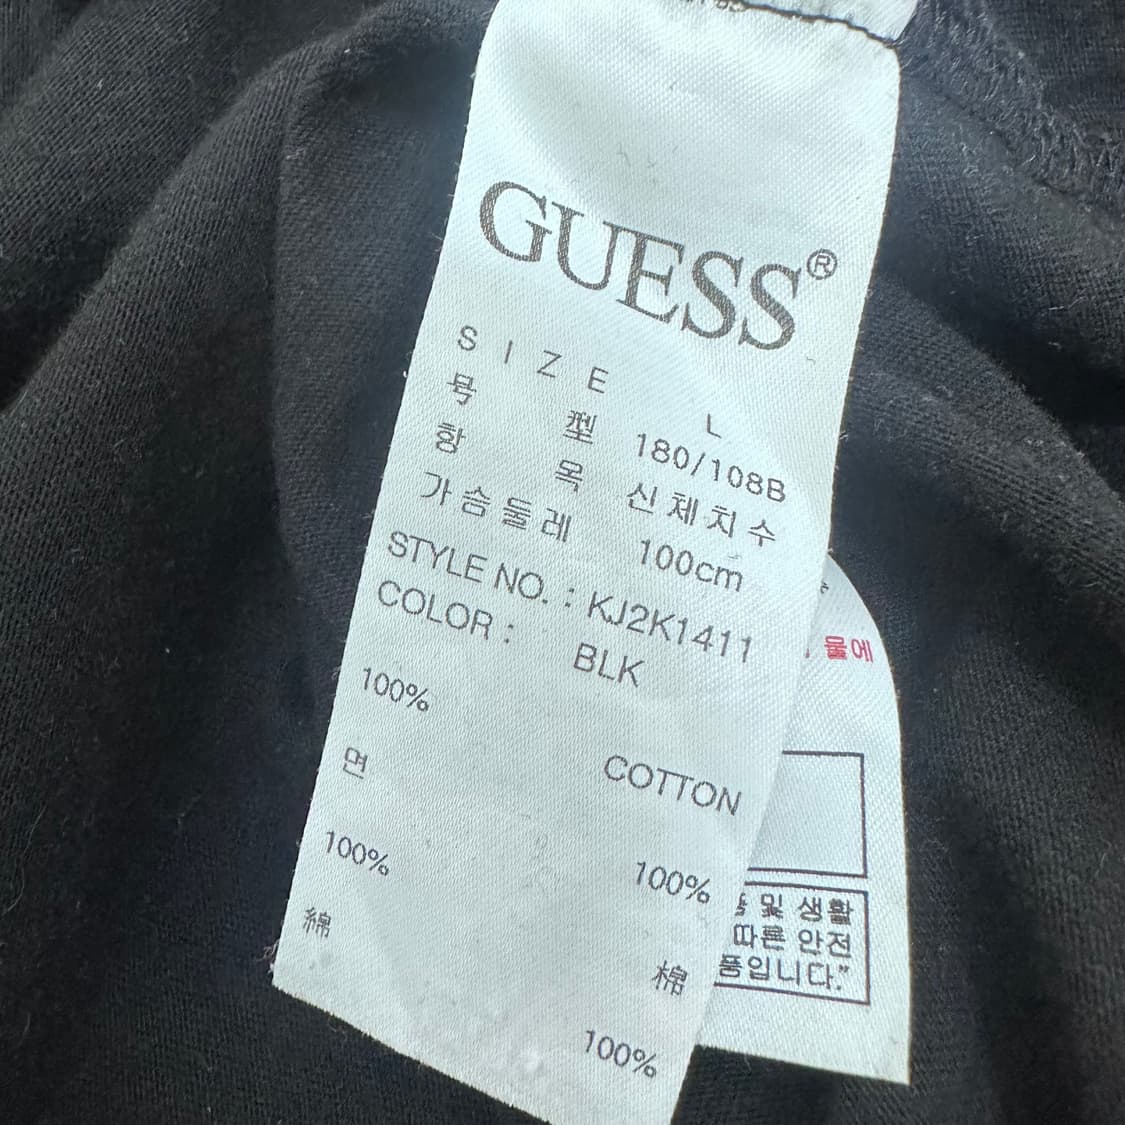 GUESS®
SIZE L
号型 180/108B
항목 신체치수
가슴둘레 100cm
STYLE NO. : KJ2K1411
COLOR : BLK
100% COTTON
면 100%
100% 棉
綿 100%
물에
및 생활
따른 안전
품입니다."